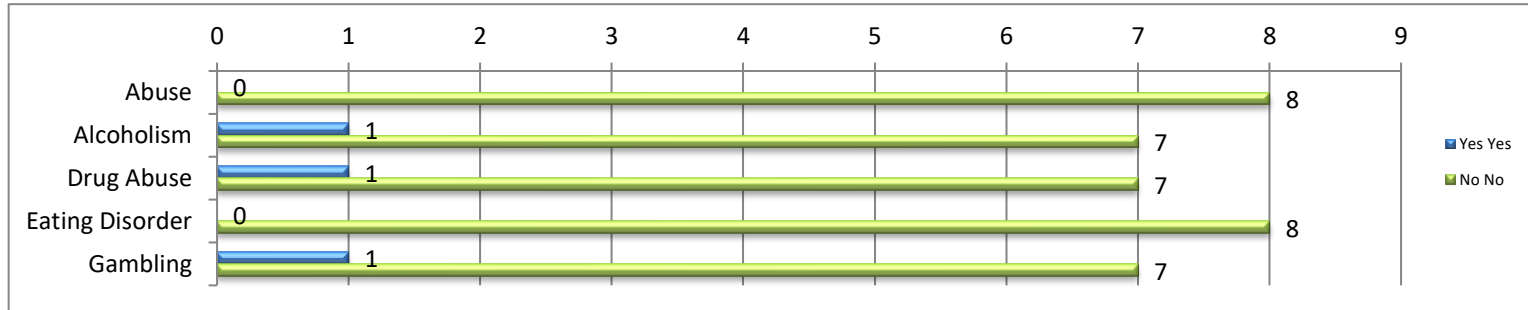 0 1 2 3 4 5 6 7 8 9
Abuse 0 8
Alcoholism 1 7
Drug Abuse 1 7
Eating Disorder 0 8
Gambling 1 7
Yes Yes
No No